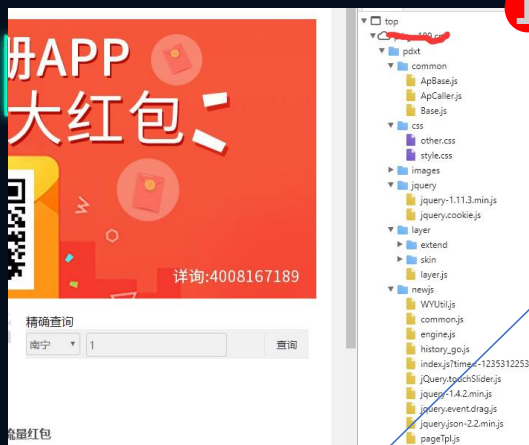 册APP
大红包
详询:4008167189
精确查询
南宁 1 查询
流量红包
top
pdxt
common
ApBase.js
ApCaller.js
Base.js
css
other.css
style.css
images
jquery
jquery-1.11.3.min.js
jquery.cookie.js
layer
extend
skin
layer.js
newjs
WYUtil.js
common.js
engine.js
history_go.js
index.js?time=-1235312253
jQuery.touchSlider.js
jquery-1.4.2.min.js
jquery.event.drag.js
jquery.json-2.2.min.js
pageTpl.js